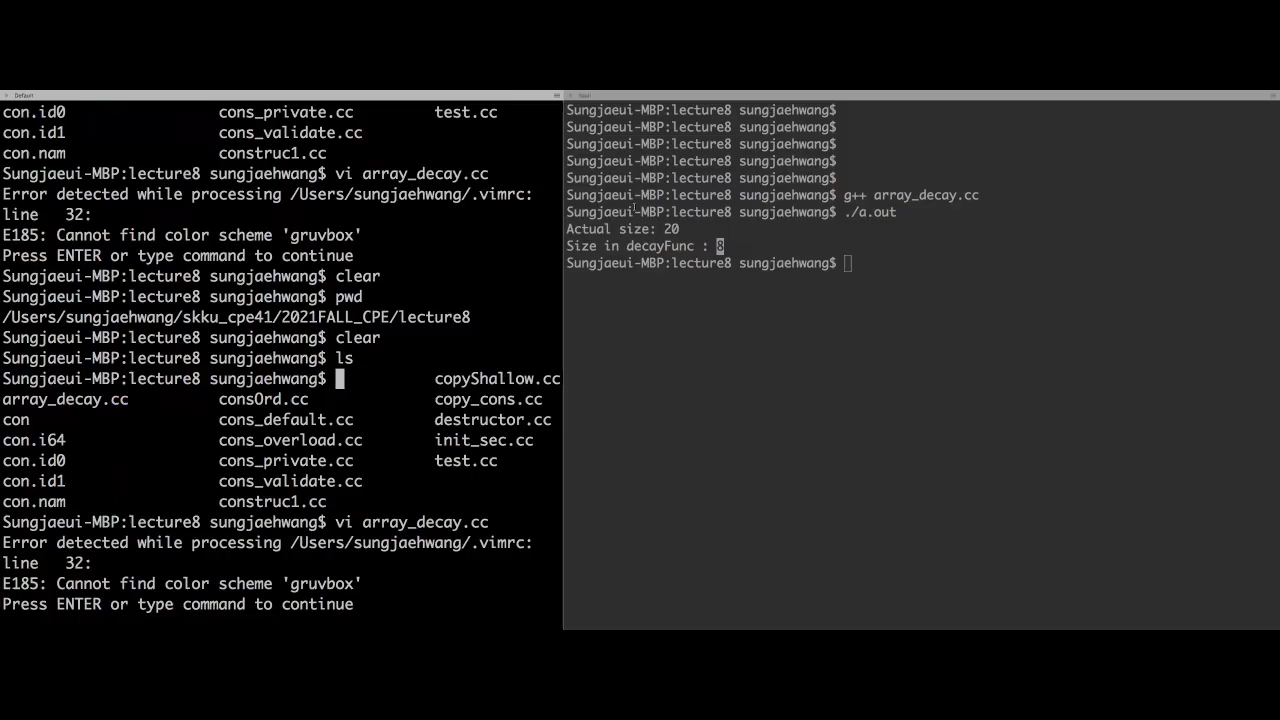 Default
con.id0 cons_private.cc test.cc
con.id1 cons_validate.cc
con.nam construc1.cc
Sungjaeui-MBP:lecture8 sungjaehwang$ vi array_decay.cc
Error detected while processing /Users/sungjaehwang/.vimrc:
line   32:
E185: Cannot find color scheme 'gruvbox'
Press ENTER or type command to continue
Sungjaeui-MBP:lecture8 sungjaehwang$ clear
Sungjaeui-MBP:lecture8 sungjaehwang$ pwd
/Users/sungjaehwang/skku_cpe41/2021FALL_CPE/lecture8
Sungjaeui-MBP:lecture8 sungjaehwang$ clear
Sungjaeui-MBP:lecture8 sungjaehwang$ ls
Sungjaeui-MBP:lecture8 sungjaehwang$ copyShallow.cc
array_decay.cc consOrd.cc copy_cons.cc
con cons_default.cc destructor.cc
con.i64 cons_overload.cc init_sec.cc
con.id0 cons_private.cc test.cc
con.id1 cons_validate.cc
con.nam construc1.cc
Sungjaeui-MBP:lecture8 sungjaehwang$ vi array_decay.cc
Error detected while processing /Users/sungjaehwang/.vimrc:
line   32:
E185: Cannot find color scheme 'gruvbox'
Press ENTER or type command to continue
Sungjaeui-MBP:lecture8 sungjaehwang$
Sungjaeui-MBP:lecture8 sungjaehwang$
Sungjaeui-MBP:lecture8 sungjaehwang$
Sungjaeui-MBP:lecture8 sungjaehwang$
Sungjaeui-MBP:lecture8 sungjaehwang$
Sungjaeui-MBP:lecture8 sungjaehwang$ g++ array_decay.cc
Sungjaeui-MBP:lecture8 sungjaehwang$ ./a.out
Actual size: 20
Size in decayFunc : 8
Sungjaeui-MBP:lecture8 sungjaehwang$